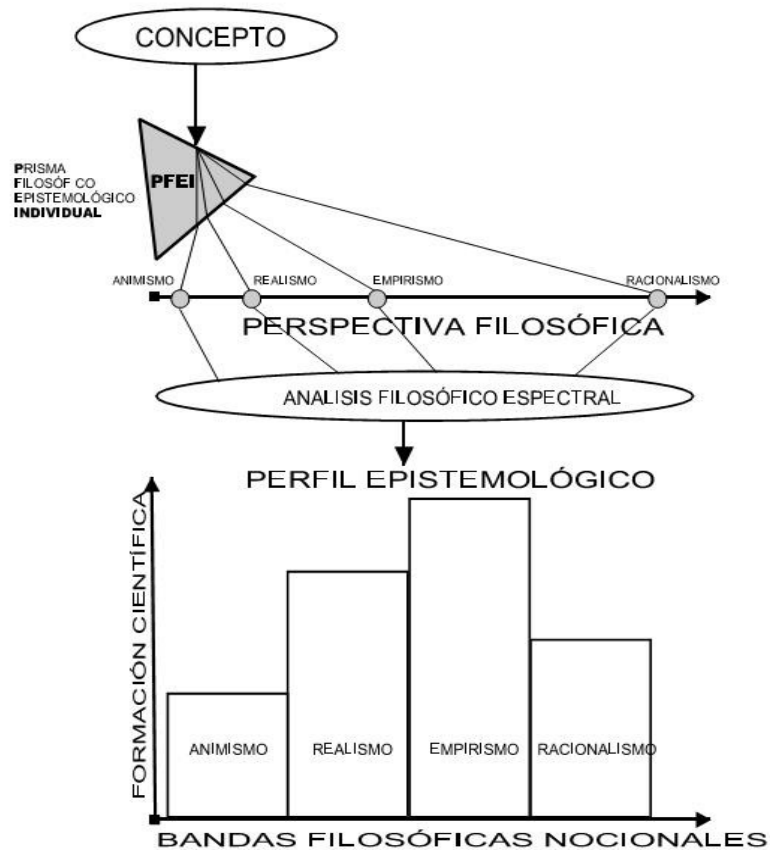 CONCEPTO
PFEI
PRISMA
FILOSÓF CO
EPISTEMOLÓGICO
INDIVIDUAL
ANIMISMO
REALISMO
EMPIRISMO
RACIONALISMO
PERSPECTIVA FILOSÓFICA
ANALISIS FILOSÓFICO ESPECTRAL
PERFIL EPISTEMOLÓGICO
FORMACIÓN CIENTÍFICA
ANIMISMO
REALISMO
EMPIRISMO
RACIONALISMO
BANDAS FILOSÓFICAS NOCIONALES